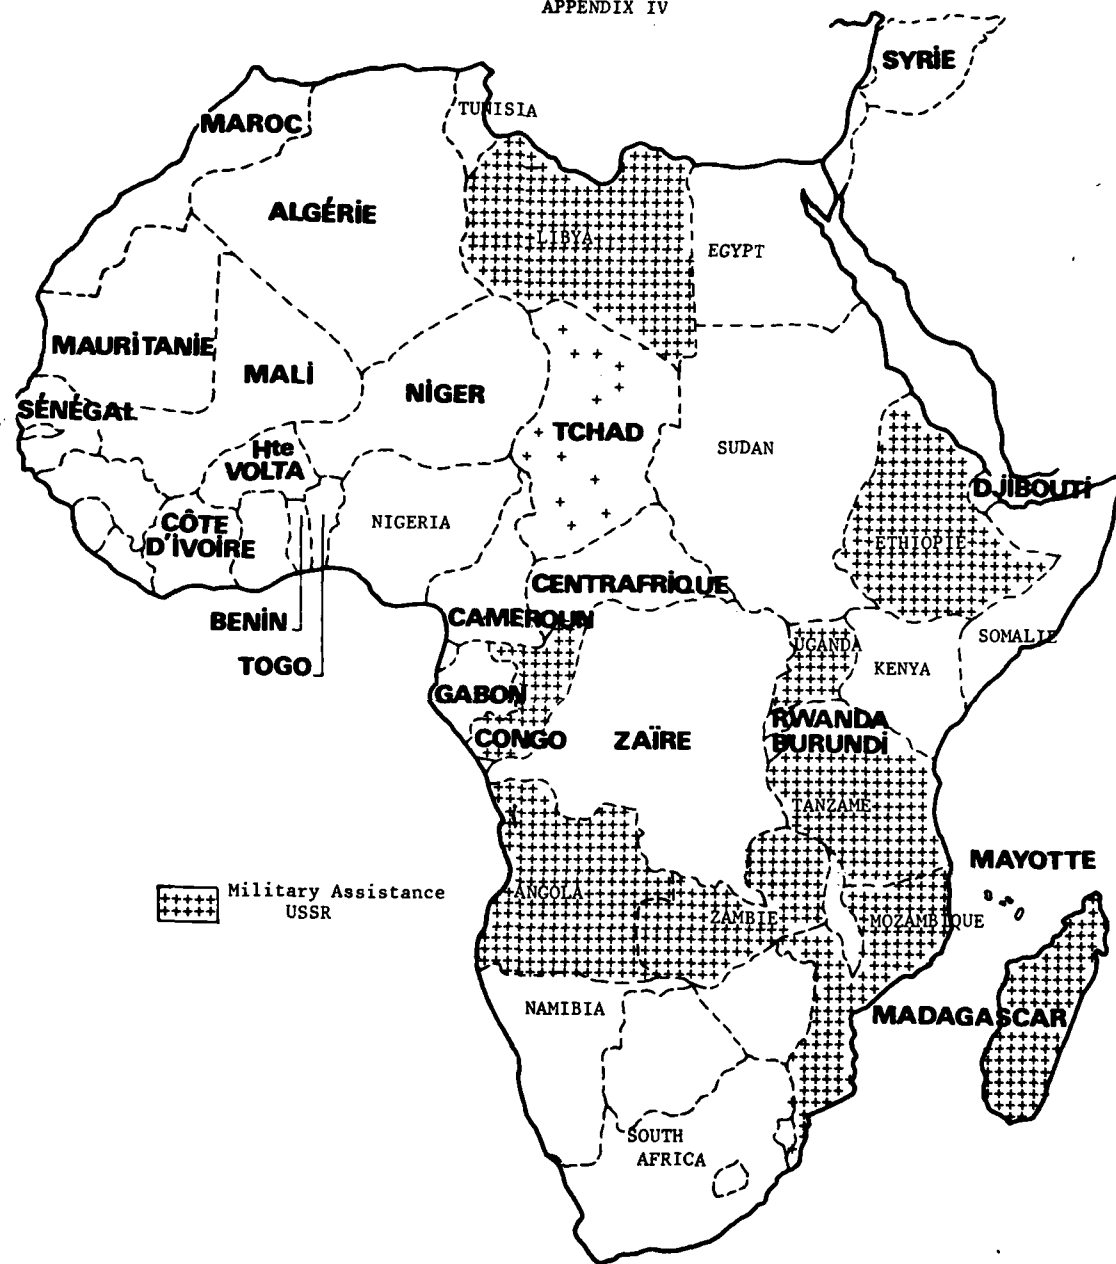 APPENDIX IV
SYRiE
TUNISIA
MAROC
ALGÉRiE
LIBYA
EGYPT
MAURiTANiE
MALi
NiGER
SÉNÉGAL
TCHAD
Hte
VOLTA
SUDAN
DJiBOUTi
CÔTE
D'iVOiRE
NIGERIA
ETHIOPIE
CENTRAFRiQUE
BENiN
CAMEROUN
SOMALIE
UGANDA
TOGO
KENYA
GABON
RWANDA
CONGO
ZAÏRE
BURUNDi
TANZAME
MAYOTTE
Military Assistance
USSR
ANGOLA
ZAMBIE
MOZAMBIQUE
NAMIBIA
MADAGASCAR
SOUTH
AFRICA